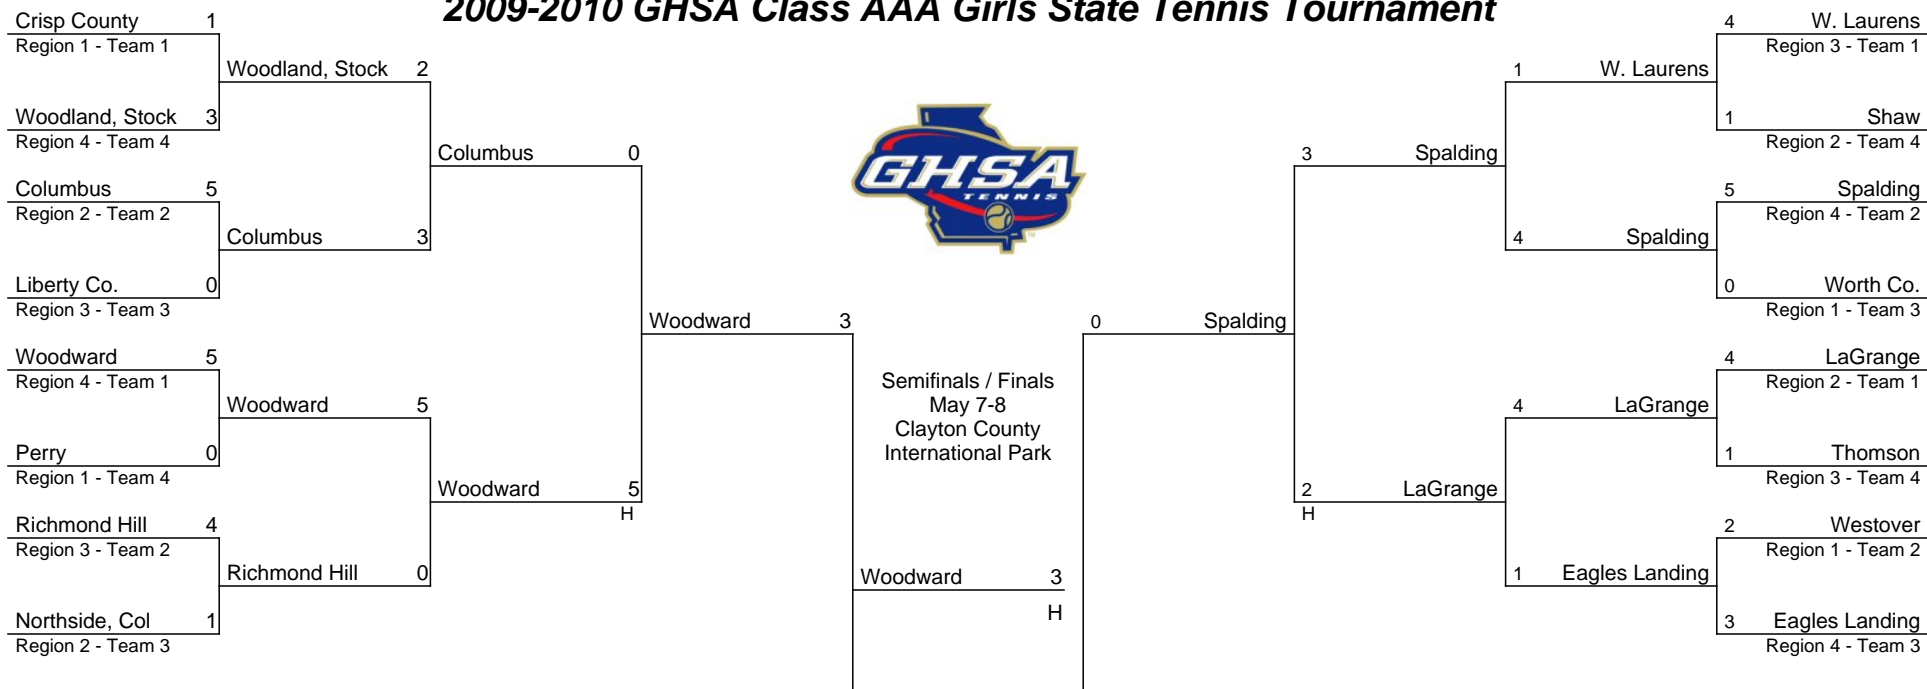 2009-2010 GHSA Class AAA Girls State Tennis Tournament
Crisp County 1
Region 1 - Team 1
Woodland, Stock 3
Region 4 - Team 4
Columbus 5
Region 2 - Team 2
Liberty Co. 0
Region 3 - Team 3
Woodward 5
Region 4 - Team 1
Perry 0
Region 1 - Team 4
Richmond Hill 4
Region 3 - Team 2
Northside, Col 1
Region 2 - Team 3
Woodland, Stock 2
Columbus 3
Woodward 5
Richmond Hill 0
Columbus 0
Woodward 5
H
Woodward 3
GHSA
TENNIS
Semifinals / Finals
May 7-8
Clayton County
International Park
Woodward 3
H
0 Spalding
3 Spalding
2 LaGrange
H
1 W. Laurens
4 Spalding
4 LaGrange
1 Eagles Landing
4 W. Laurens
Region 3 - Team 1
1 Shaw
Region 2 - Team 4
5 Spalding
Region 4 - Team 2
0 Worth Co.
Region 1 - Team 3
4 LaGrange
Region 2 - Team 1
1 Thomson
Region 3 - Team 4
2 Westover
Region 1 - Team 2
3 Eagles Landing
Region 4 - Team 3